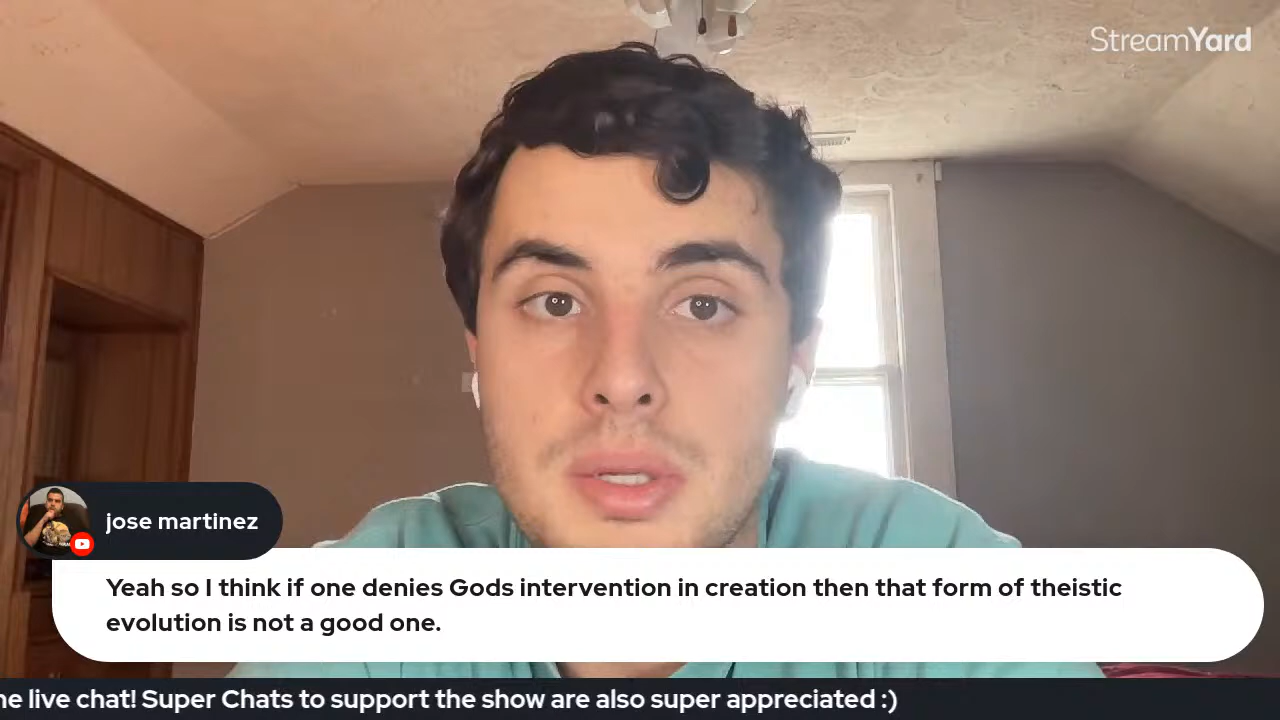 StreamYard
jose martinez
Yeah so I think if one denies Gods intervention in creation then that form of theistic
evolution is not a good one.
live chat! Super Chats to support the show are also super appreciated :)